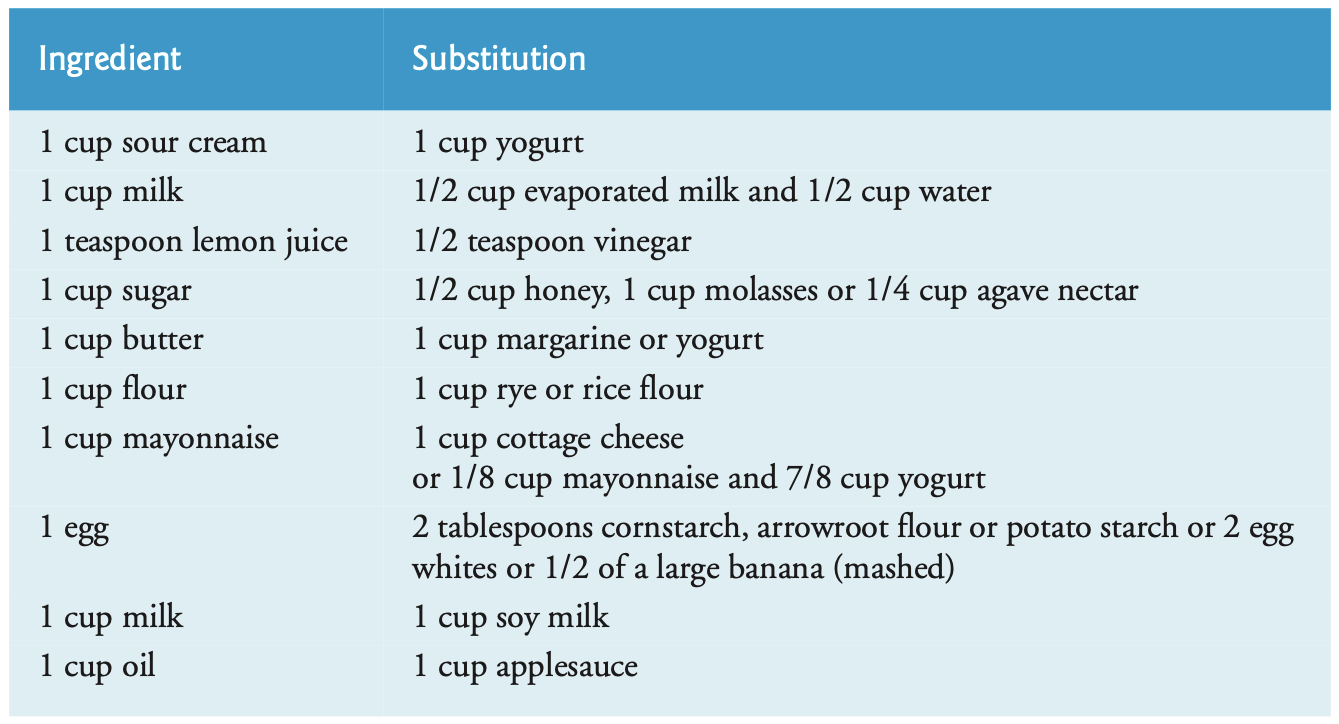 Ingredient Substitution
1 cup sour cream 1 cup yogurt
1 cup milk 1/2 cup evaporated milk and 1/2 cup water
1 teaspoon lemon juice 1/2 teaspoon vinegar
1 cup sugar 1/2 cup honey, 1 cup molasses or 1/4 cup agave nectar
1 cup butter 1 cup margarine or yogurt
1 cup flour 1 cup rye or rice flour
1 cup mayonnaise 1 cup cottage cheese
or 1/8 cup mayonnaise and 7/8 cup yogurt
1 egg 2 tablespoons cornstarch, arrowroot flour or potato starch or 2 egg
whites or 1/2 of a large banana (mashed)
1 cup milk 1 cup soy milk
1 cup oil 1 cup applesauce